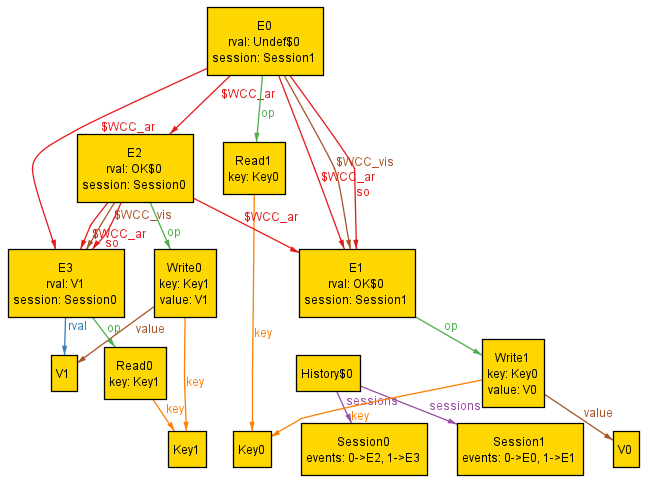 E0
rval: Undef$0
session: Session1
$WCC_ar
op
$WCC_ar
E2
rval: OK$0
session: Session0
Read1
key: Key0
$WCC_vis
$WCC_ar
so
$WCC_vis
op
$WCC_ar
$WCC_ar
so
E3
rval: V1
session: Session0
Write0
key: Key1
value: V1
E1
rval: OK$0
session: Session1
rval
op
value
key
op
V1
Read0
key: Key1
key
History$0
Write1
key: Key0
value: V0
key
sessions
sessions
key
value
Key1
Key0
Session0
events: 0->E2, 1->E3
Session1
events: 0->E0, 1->E1
V0